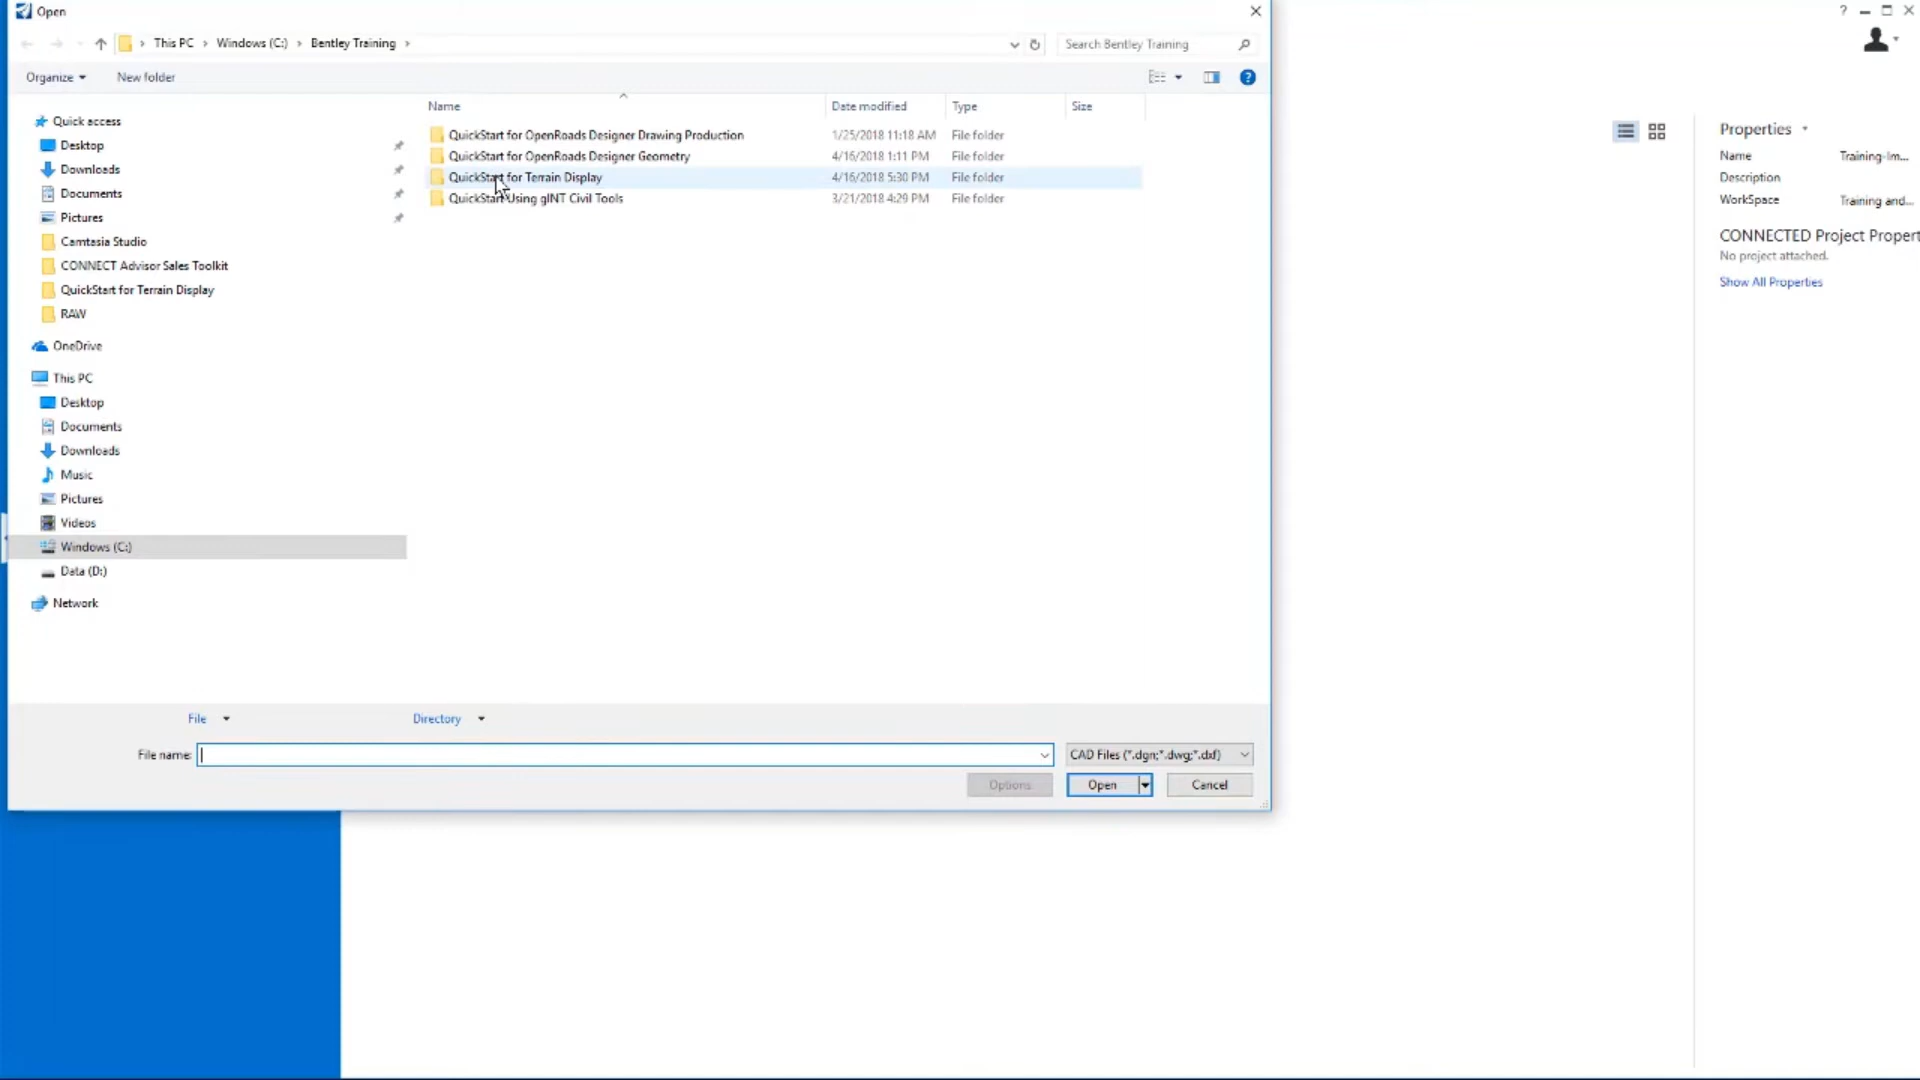 Open
?
This PC > Windows (C:) > Bentley Training >
Search Bentley Training
Organize
New folder
?
Name
Date modified
Type
Size
QuickStart for OpenRoads Designer Drawing Production 1/25/2018 11:18 AM File folder
QuickStart for OpenRoads Designer Geometry 4/16/2018 1:11 PM File folder
QuickStart for Terrain Display 4/16/2018 5:30 PM File folder
QuickStart Using gINT Civil Tools 3/21/2018 4:29 PM File folder
Quick access
Desktop
Downloads
Documents
Pictures
Camtasia Studio
CONNECT Advisor Sales Toolkit
QuickStart for Terrain Display
RAW
OneDrive
This PC
Desktop
Documents
Downloads
Music
Pictures
Videos
Windows (C:)
Data (D:)
Network
File
Directory
File name:
CAD Files (*.dgn;*.dwg;*.dxf)
Options
Open
Cancel
Properties
Name Training-Im...
Description
WorkSpace Training and...
CONNECTED Project Propert
No project attached.
Show All Properties